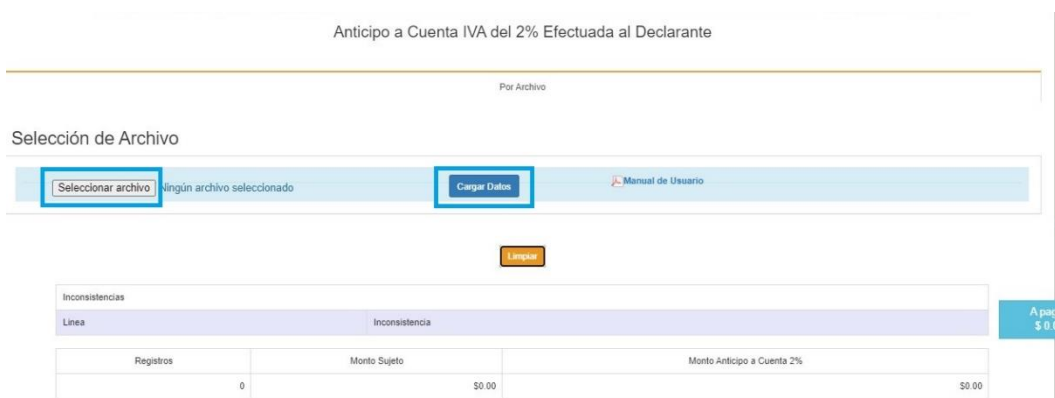 Anticipo a Cuenta IVA del 2% Efectuada al Declarante
Por Archivo
Selección de Archivo
Seleccionar archivo Ningún archivo seleccionado Cargar Datos Manual de Usuario
Limpiar
Inconsistencias
Linea Inconsistencia
A pag
$ 0.
Registros Monto Sujeto Monto Anticipo a Cuenta 2%
0 $0.00 $0.00